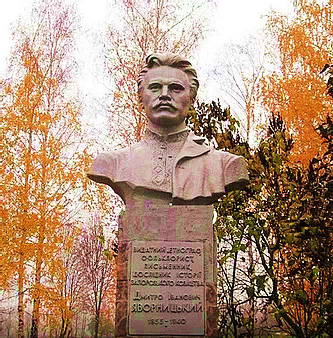 ВИДАТНИЙ ЕТНОГРАФ,
ФОЛЬКЛОРИСТ,
ПИСЬМЕННИК,
ДОСЛІДНИК ІСТОРІЇ
ЗАПОРОЗЬКОГО КОЗАЦТВА
ДМИТРО ІВАНОВИЧ
ЯВОРНИЦЬКИЙ
1855-1940